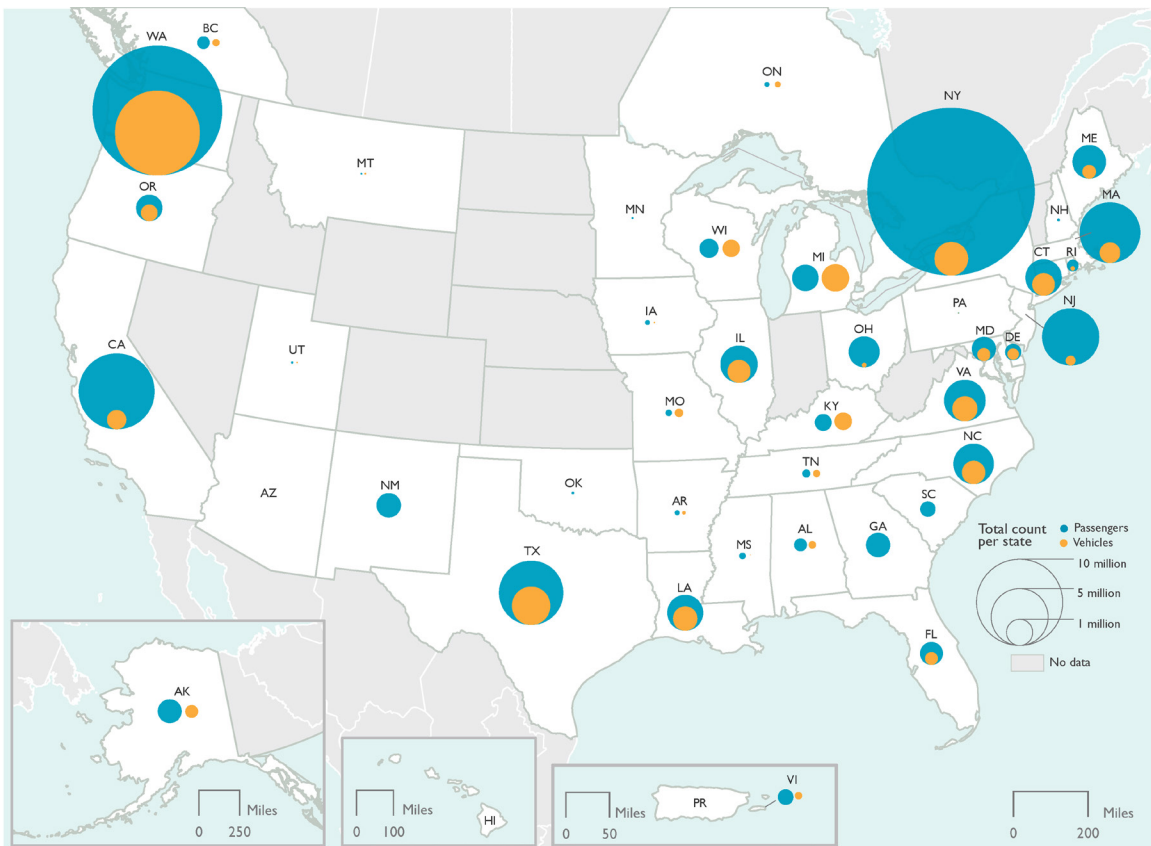 BC
WA
ON
NY
ME
MT
OR
MA
MN
NH
WI
MI
CT
RI
IA
PA
NJ
UT
CA
IL
OH
MD
DE
MO
VA
KY
NC
TN
AZ
NM
OK
AR
SC
MS
AL
GA
Total count
per state
Passengers
Vehicles
10 million
5 million
1 million
No data
TX
LA
FL
AK
Miles
0 250
HI
Miles
0 100
VI
PR
Miles
0 50
Miles
0 200